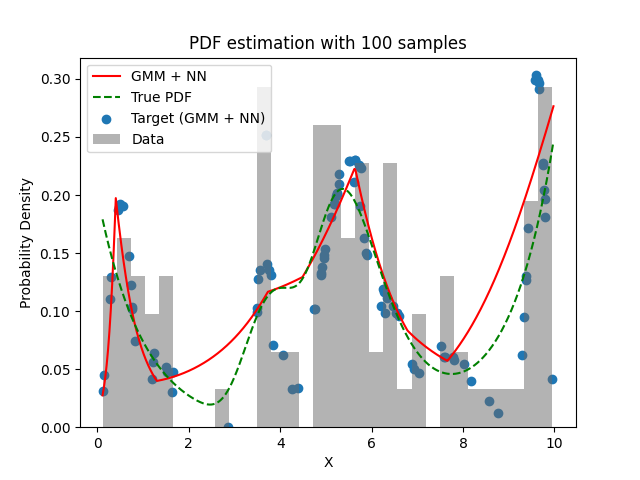 PDF estimation with 100 samples
GMM + NN
True PDF
Target (GMM + NN)
Data
Probability Density
0.30
0.25
0.20
0.15
0.10
0.05
0.00
0 2 4 6 8 10
X